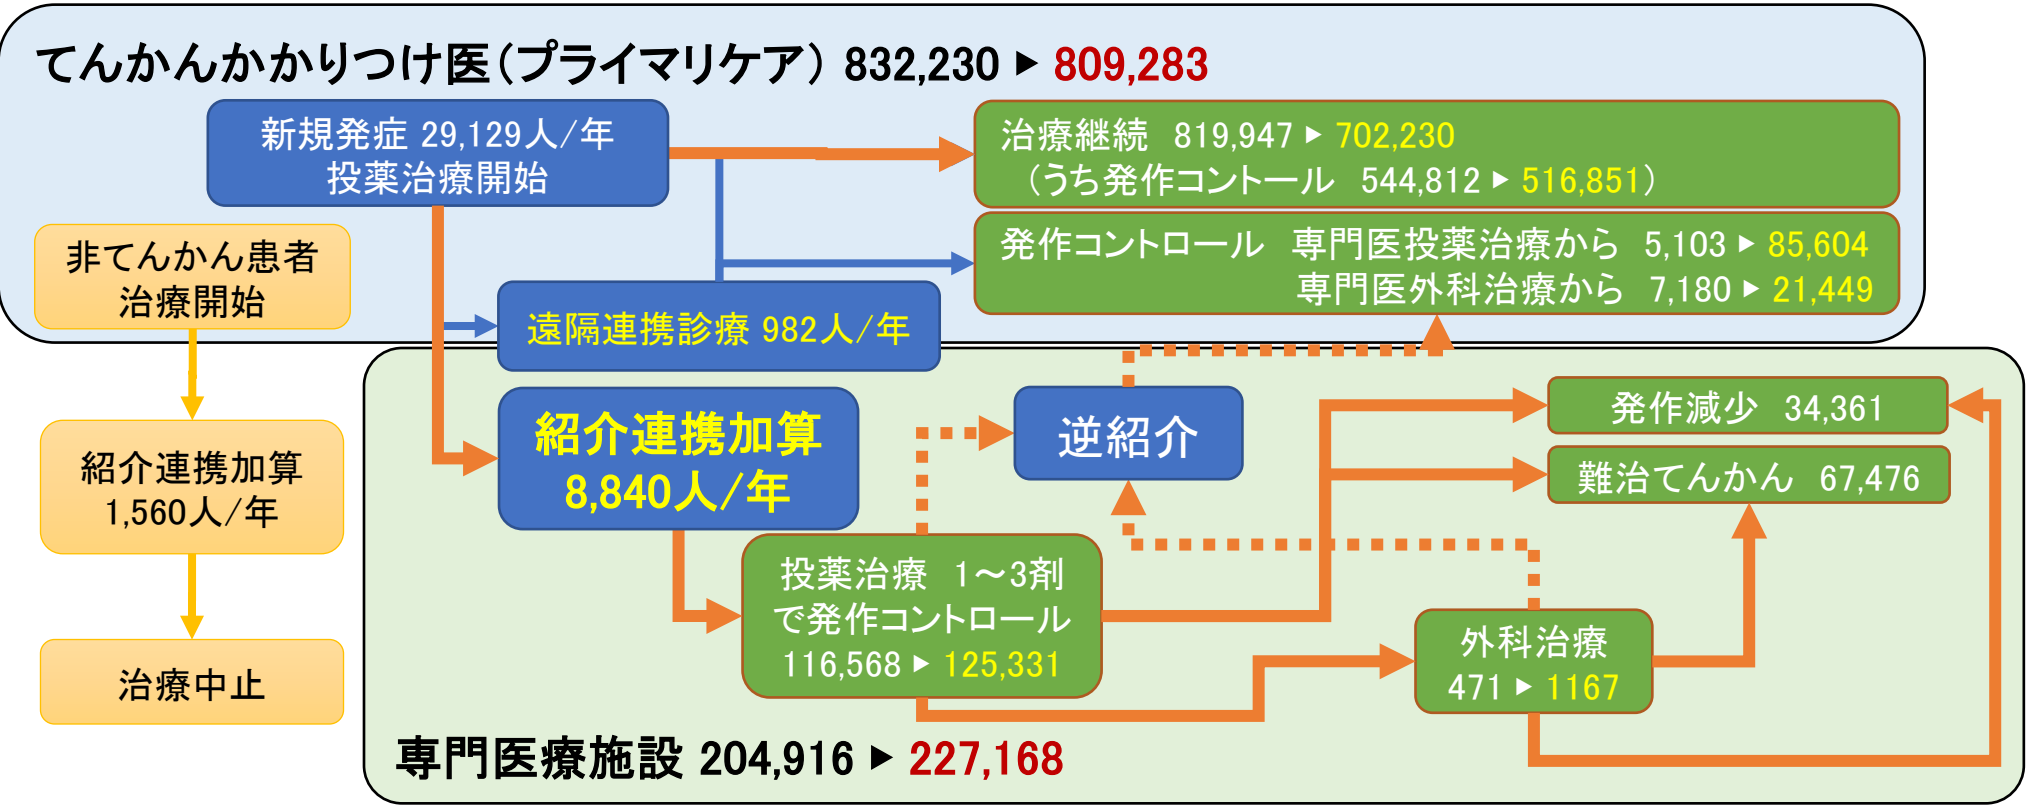 てんかんかかりつけ医(プライマリケア) 832,230 ▶ 809,283
新規発症 29,129人/年
投薬治療開始
治療継続 819,947 ▶ 702,230
(うち発作コントール 544,812 ▶ 516,851)
発作コントロール 専門医投薬治療から 5,103 ▶ 85,604
専門医外科治療から 7,180 ▶ 21,449
非てんかん患者
治療開始
遠隔連携診療 982人/年
紹介連携加算
8,840人/年
逆紹介
発作減少 34,361
難治てんかん 67,476
紹介連携加算
1,560人/年
投薬治療 1~3剤
で発作コントロール
116,568 ▶ 125,331
外科治療
471 ▶ 1167
治療中止
専門医療施設 204,916 ▶ 227,168